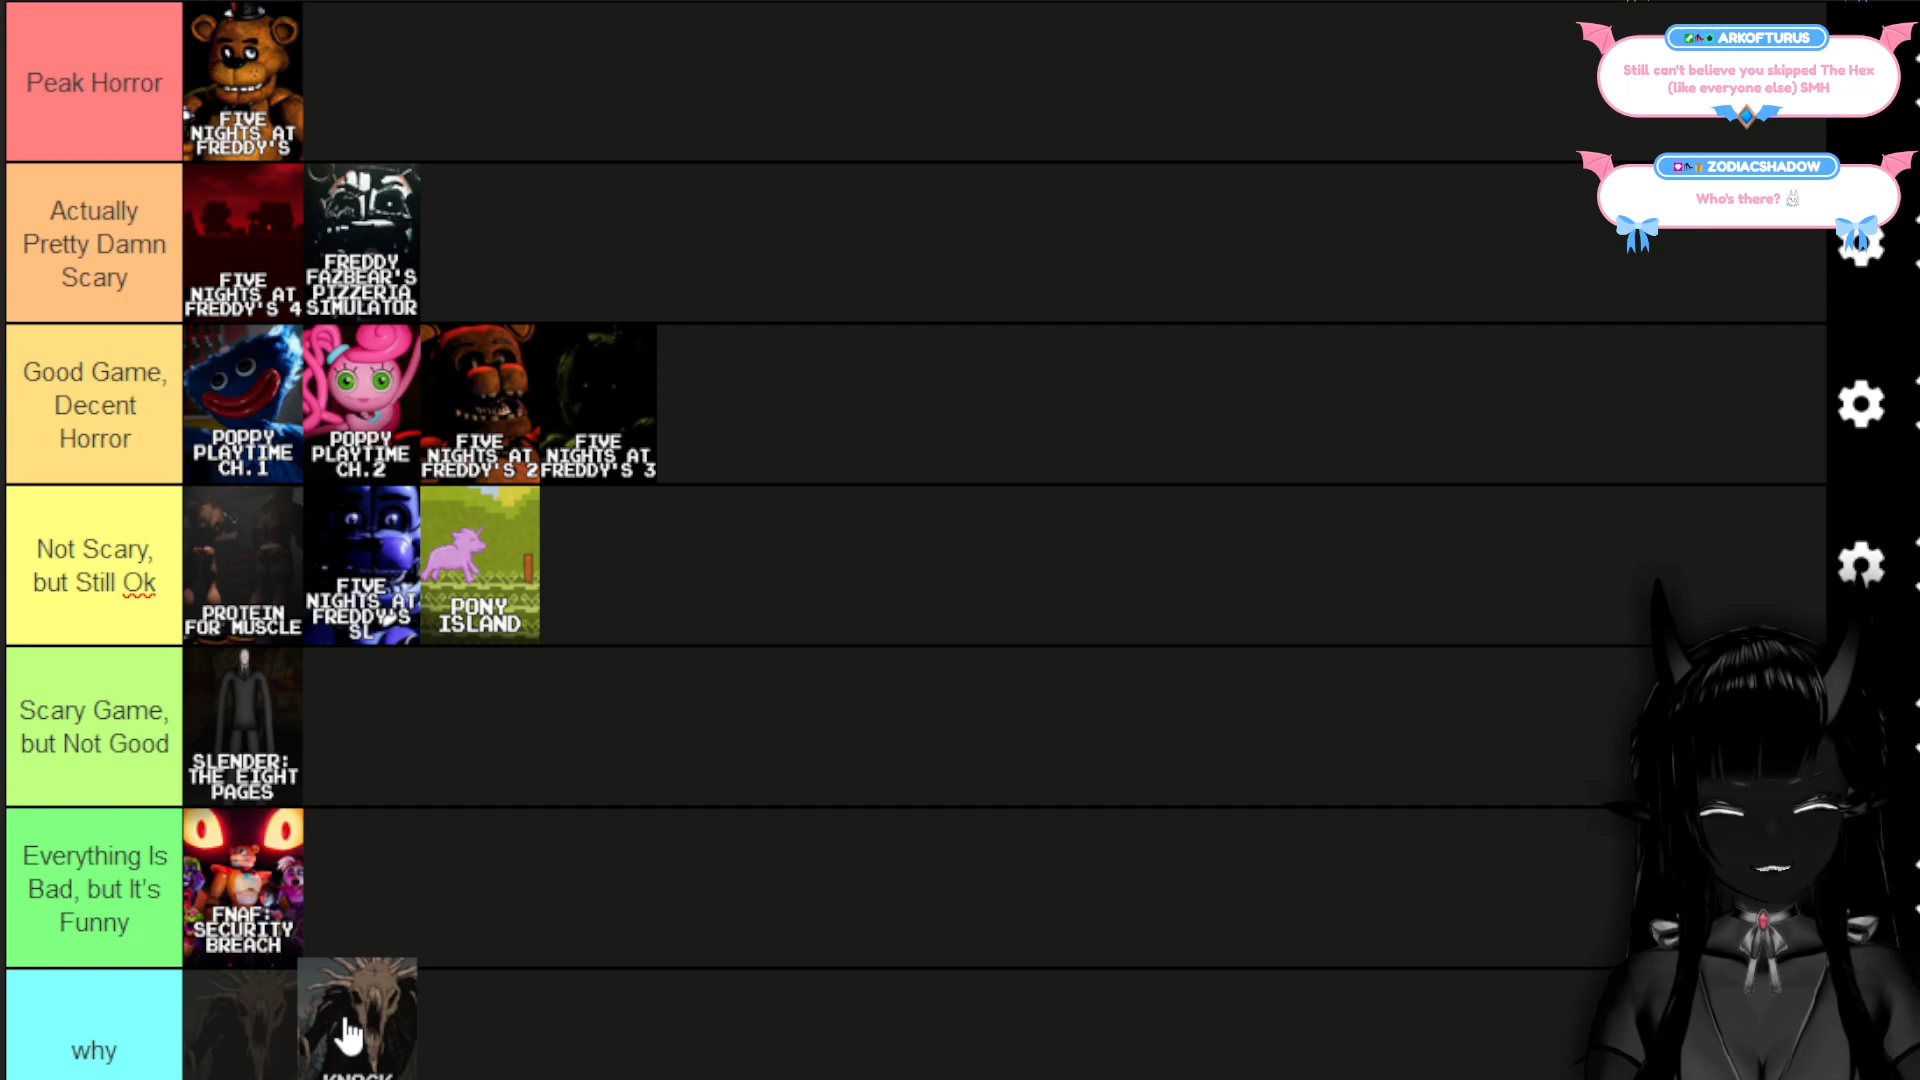 Peak Horror
FIVE
NIGHTS AT
FREDDY'S
Actually
Pretty Damn
Scary
FIVE
NIGHTS AT
FREDDY'S 4
FREDDY
FAZBEAR'S
PIZZERIA
SIMULATOR
Good Game,
Decent
Horror
POPPY
PLAYTIME
CH.1
POPPY
PLAYTIME
CH.2
FIVE
NIGHTS AT
FREDDY'S 2
FIVE
NIGHTS AT
FREDDY'S 3
Not Scary,
but Still Ok
PROTEIN
FOR MUSCLE
FIVE
NIGHTS AT
FREDDY'S
SL
PONY
ISLAND
Scary Game,
but Not Good
SLENDER:
THE EIGHT
PAGES
Everything Is
Bad, but It's
Funny
FNAF:
SECURITY
BREACH
why
KNOCK
ARKOFTURUS
Still can't believe you skipped The Hex
(like everyone else) SMH
ZODIACSHADOW
Who's there?